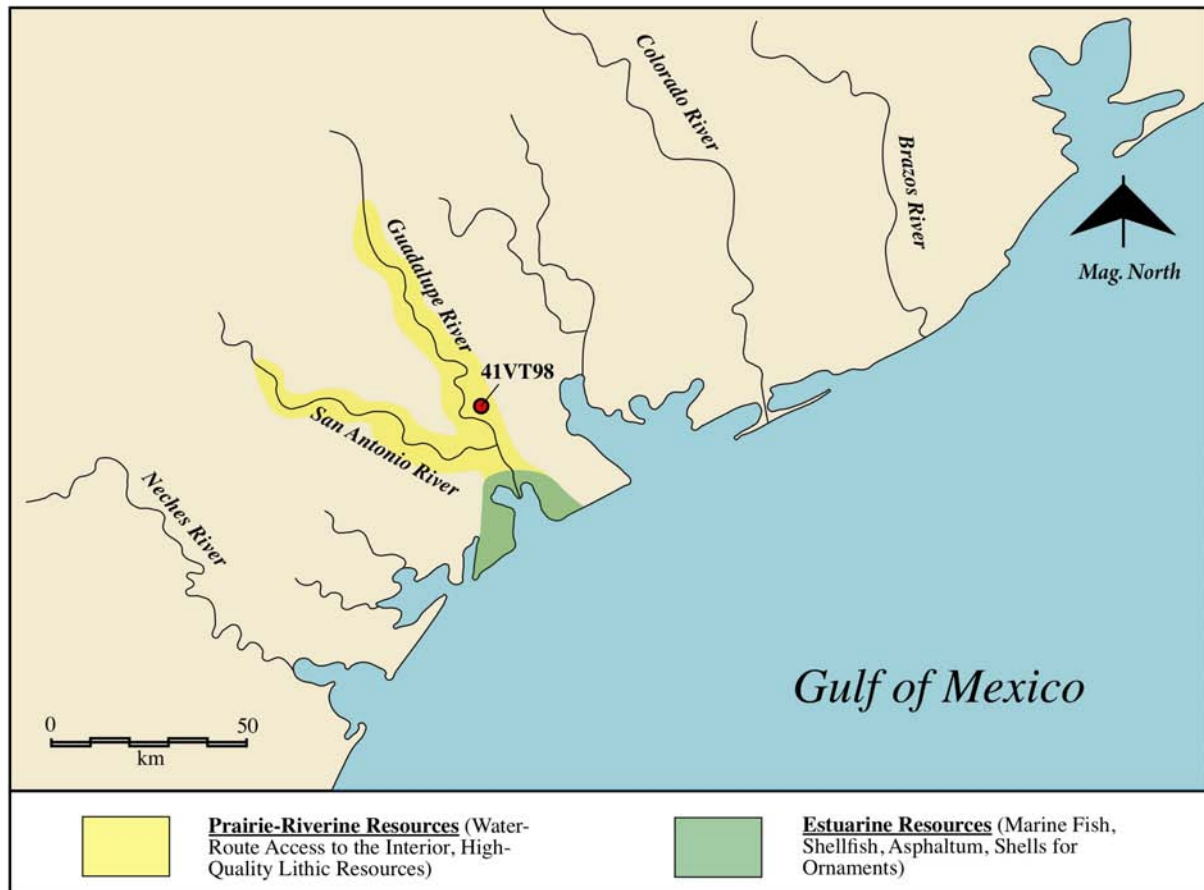 Colorado River
Brazos River
Guadalupe River
Mag. North
41VT98
San Antonio River
Neches River
Gulf of Mexico
0 50
km
Prairie-Riverine Resources (Water-
Route Access to the Interior, High-
Quality Lithic Resources)
Estuarine Resources (Marine Fish,
Shellfish, Asphaltum, Shells for
Ornaments)